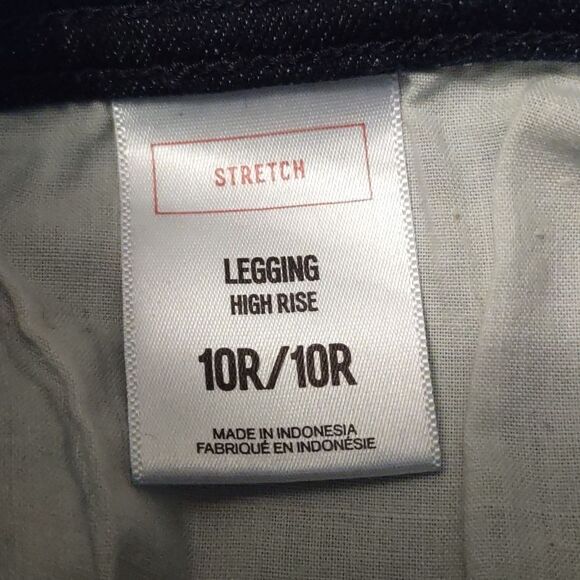 STRETCH
LEGGING
HIGH RISE
10R/10R
MADE IN INDONESIA
FABRIQUÉ EN INDONÉSIE